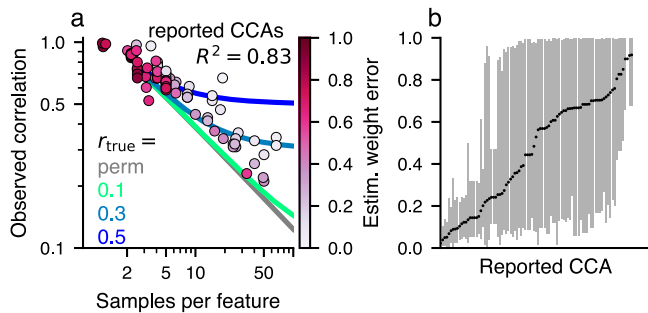 a
reported CCAs
R² = 0.83
Observed correlation
1.0
0.5
0.1
r_true =
perm
0.1
0.3
0.5
2
5
10
50
Samples per feature
1.0
0.8
0.6
0.4
0.2
0.0
b
Estim. weight error
1.0
0.8
0.6
0.4
0.2
0.0
Reported CCA